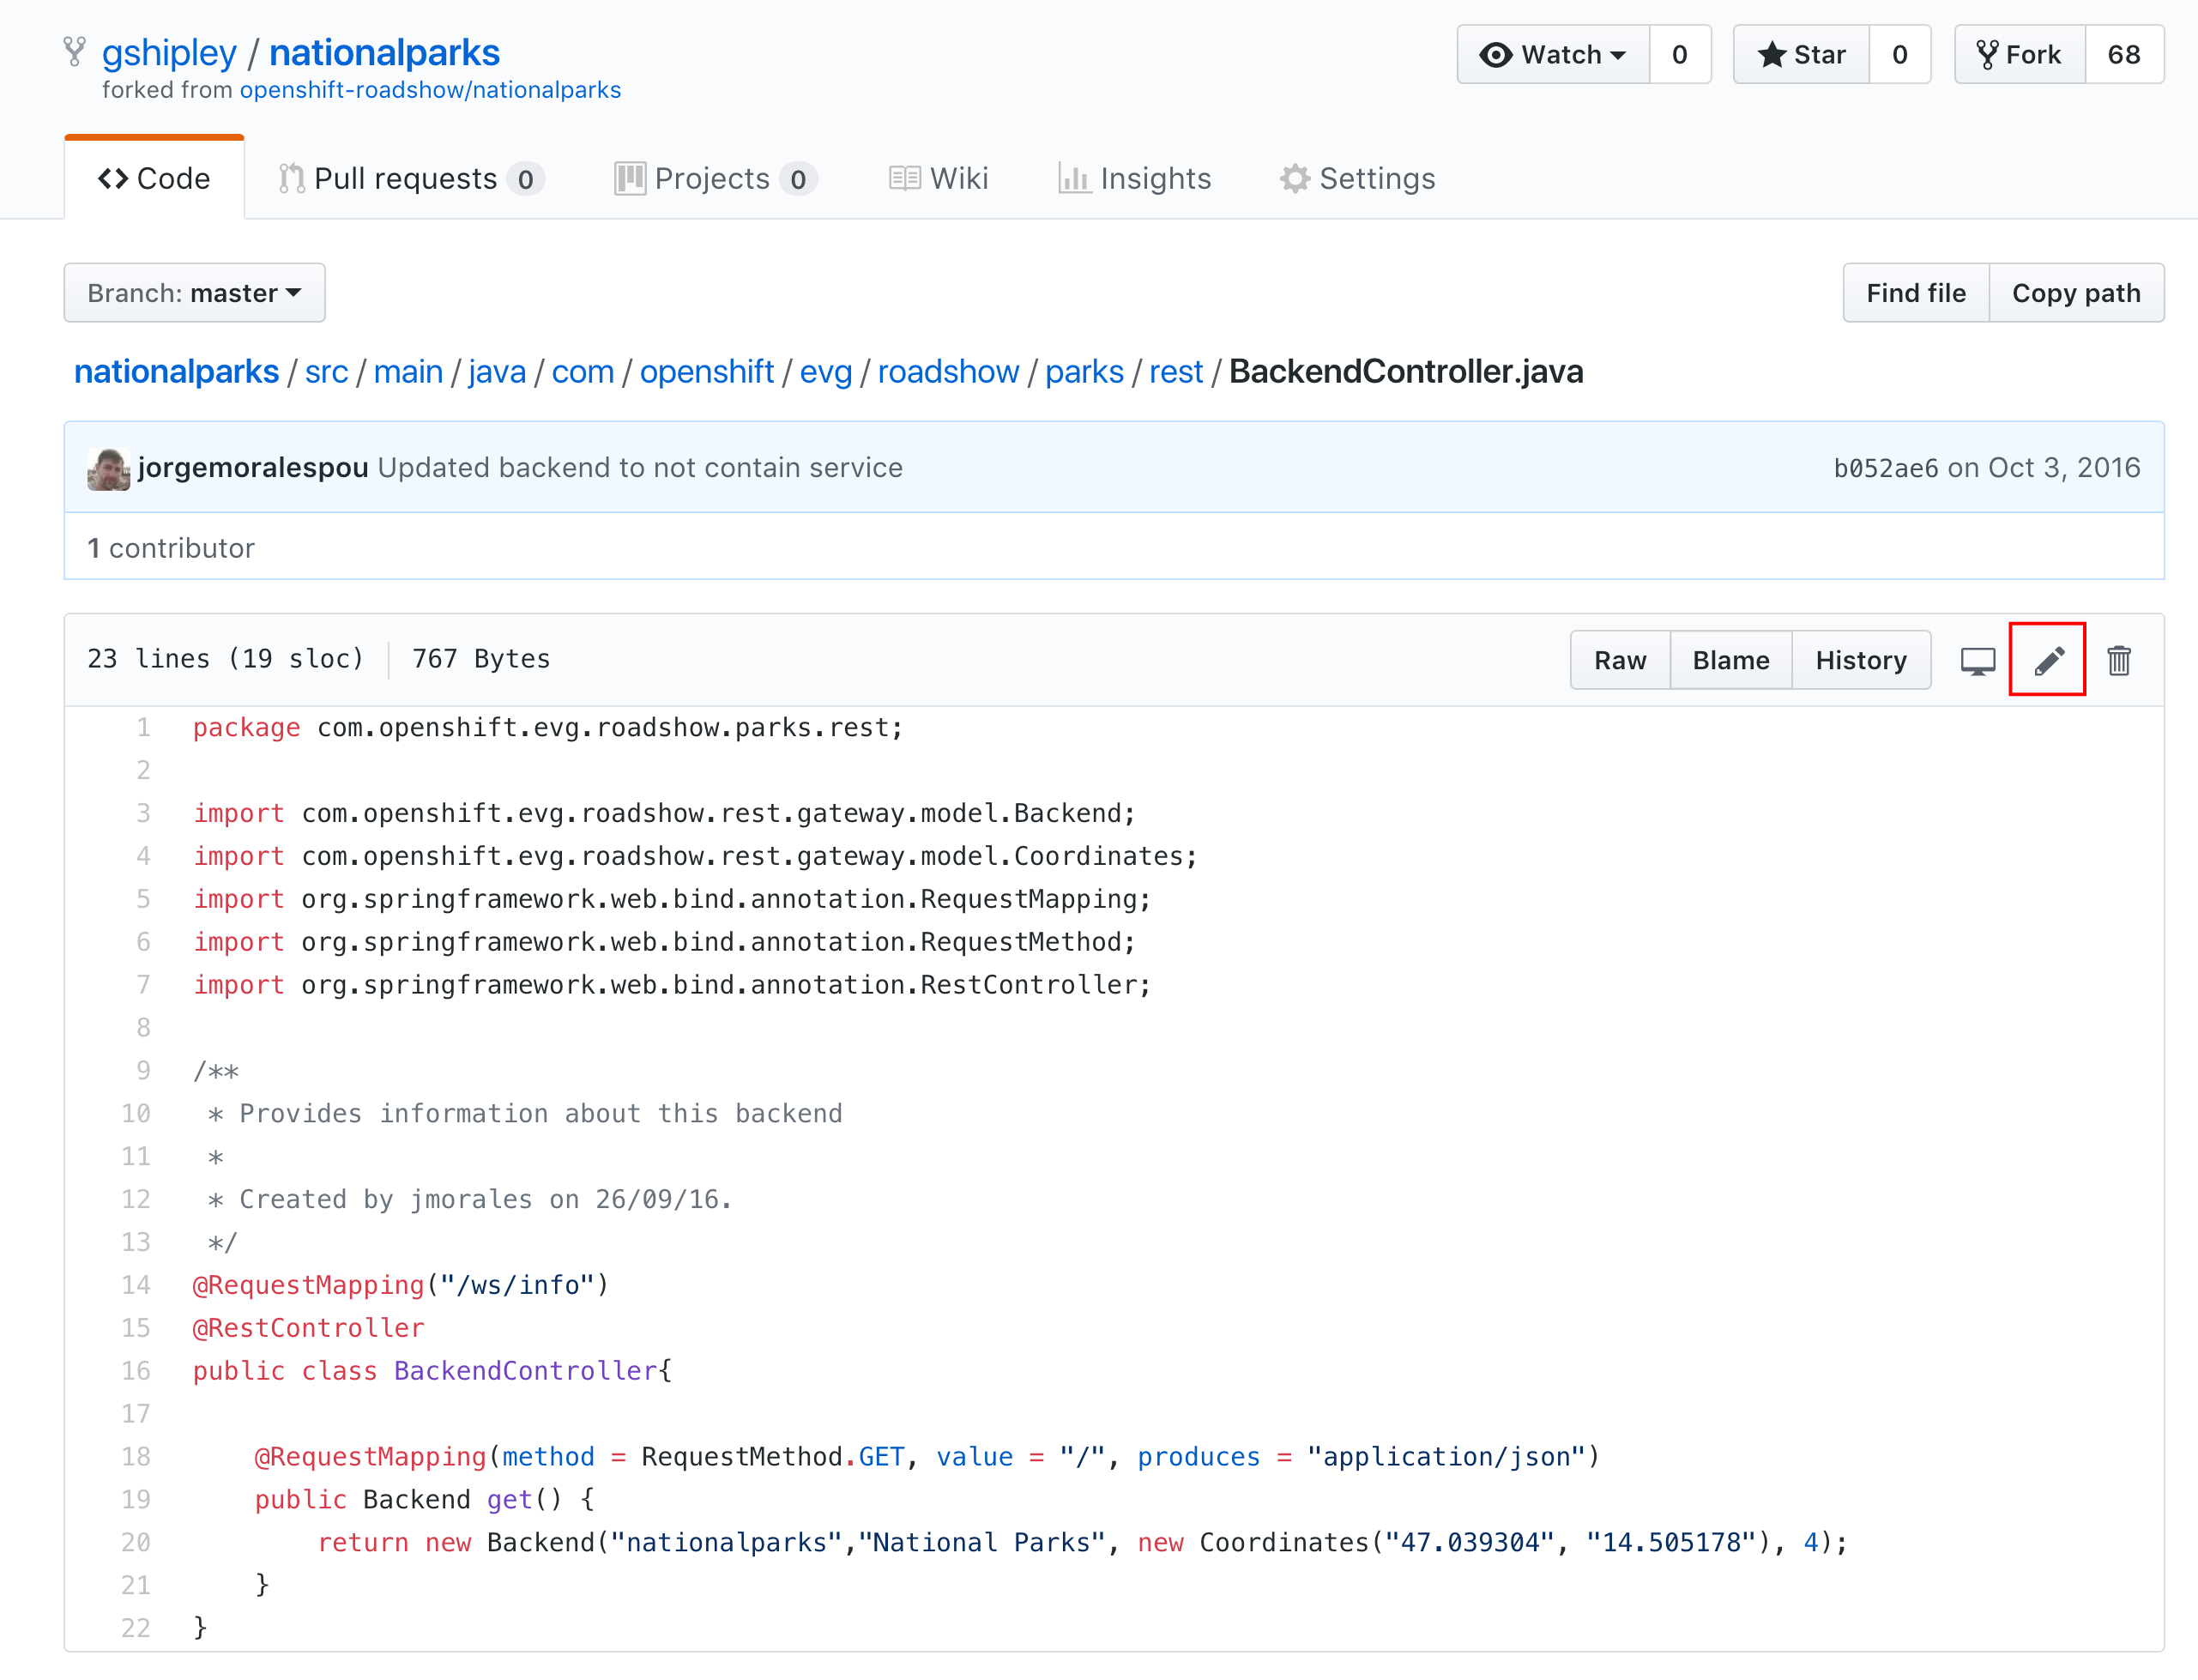 gshipley / nationalparks
forked from openshift-roadshow/nationalparks
Watch 0 Star 0 Fork 68
Code Pull requests 0 Projects 0 Wiki Insights Settings
Branch: master Find file Copy path
nationalparks / src / main / java / com / openshift / evg / roadshow / parks / rest / BackendController.java
jorgemoralespou Updated backend to not contain service b052ae6 on Oct 3, 2016
1 contributor
23 lines (19 sloc) 767 Bytes Raw Blame History
1 package com.openshift.evg.roadshow.parks.rest;
2
3 import com.openshift.evg.roadshow.rest.gateway.model.Backend;
4 import com.openshift.evg.roadshow.rest.gateway.model.Coordinates;
5 import org.springframework.web.bind.annotation.RequestMapping;
6 import org.springframework.web.bind.annotation.RequestMethod;
7 import org.springframework.web.bind.annotation.RestController;
8
9 /**
10 * Provides information about this backend
11 *
12 * Created by jmorales on 26/09/16.
13 */
14 @RequestMapping("/ws/info")
15 @RestController
16 public class BackendController{
17
18 @RequestMapping(method = RequestMethod.GET, value = "/", produces = "application/json")
19 public Backend get() {
20 return new Backend("nationalparks","National Parks", new Coordinates("47.039304", "14.505178"), 4);
21 }
22 }